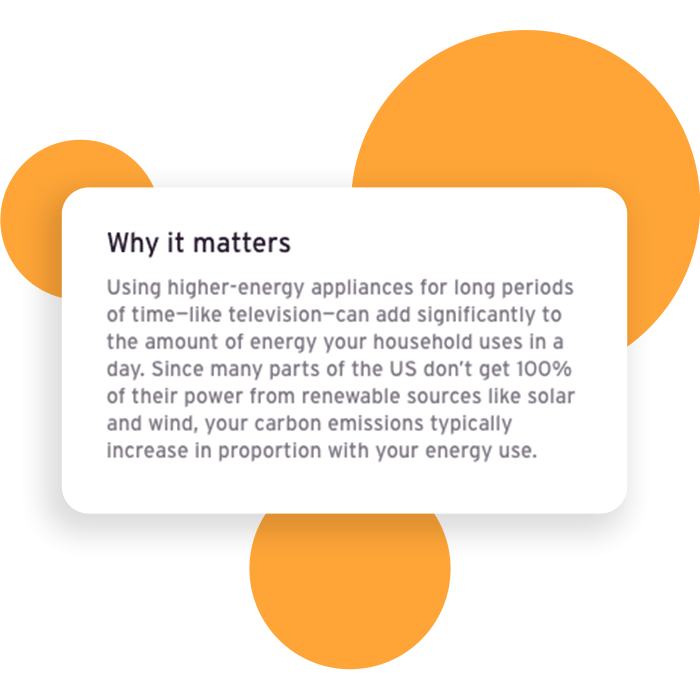 Why it matters
Using higher-energy appliances for long periods
of time—like television—can add significantly to
the amount of energy your household uses in a
day. Since many parts of the US don't get 100%
of their power from renewable sources like solar
and wind, your carbon emissions typically
increase in proportion with your energy use.